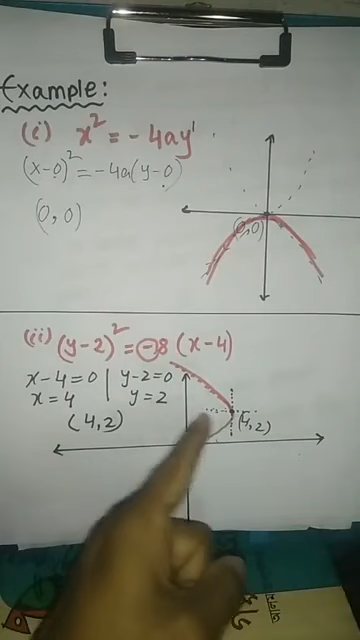 Example:
(i) x² = -4ay'
(x-0)² = -4a(y-0)
(0,0)
(0,0)
(ii) (y-2)² = -8 (x-4)
x-4=0 | y-2=0
x=4 | y=2
(4,2)
(4,2)